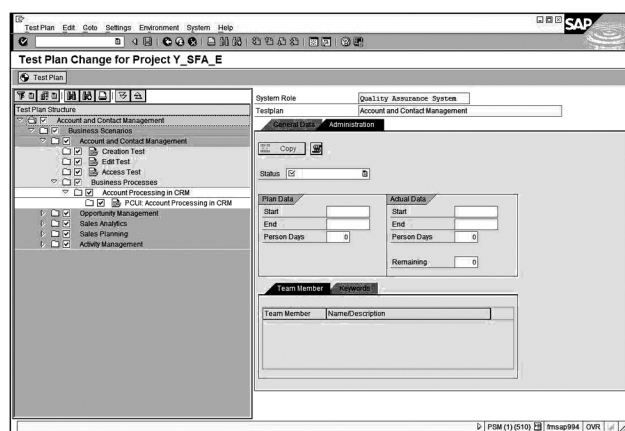 Test Plan Edit Goto Settings Environment System Help
SAP
Test Plan Change for Project Y_SFA_E
Test Plan
Test Plan Structure
Account and Contact Management
Business Scenarios
Account and Contact Management
Creation Test
Edit Test
Access Test
Business Processes
Account Processing in CRM
PCUI: Account Processing in CRM
Opportunity Management
Sales Analytics
Sales Planning
Activity Management
System Role Quality Assurance System
Testplan Account and Contact Management
General Data Administration
Copy
Status
Plan Data Actual Data
Start Start
End End
Person Days 0 Person Days 0
Remaining 0
Team Member Keywords
Team Member Name/Description
PSM (1) (510) fmsap994 OVR